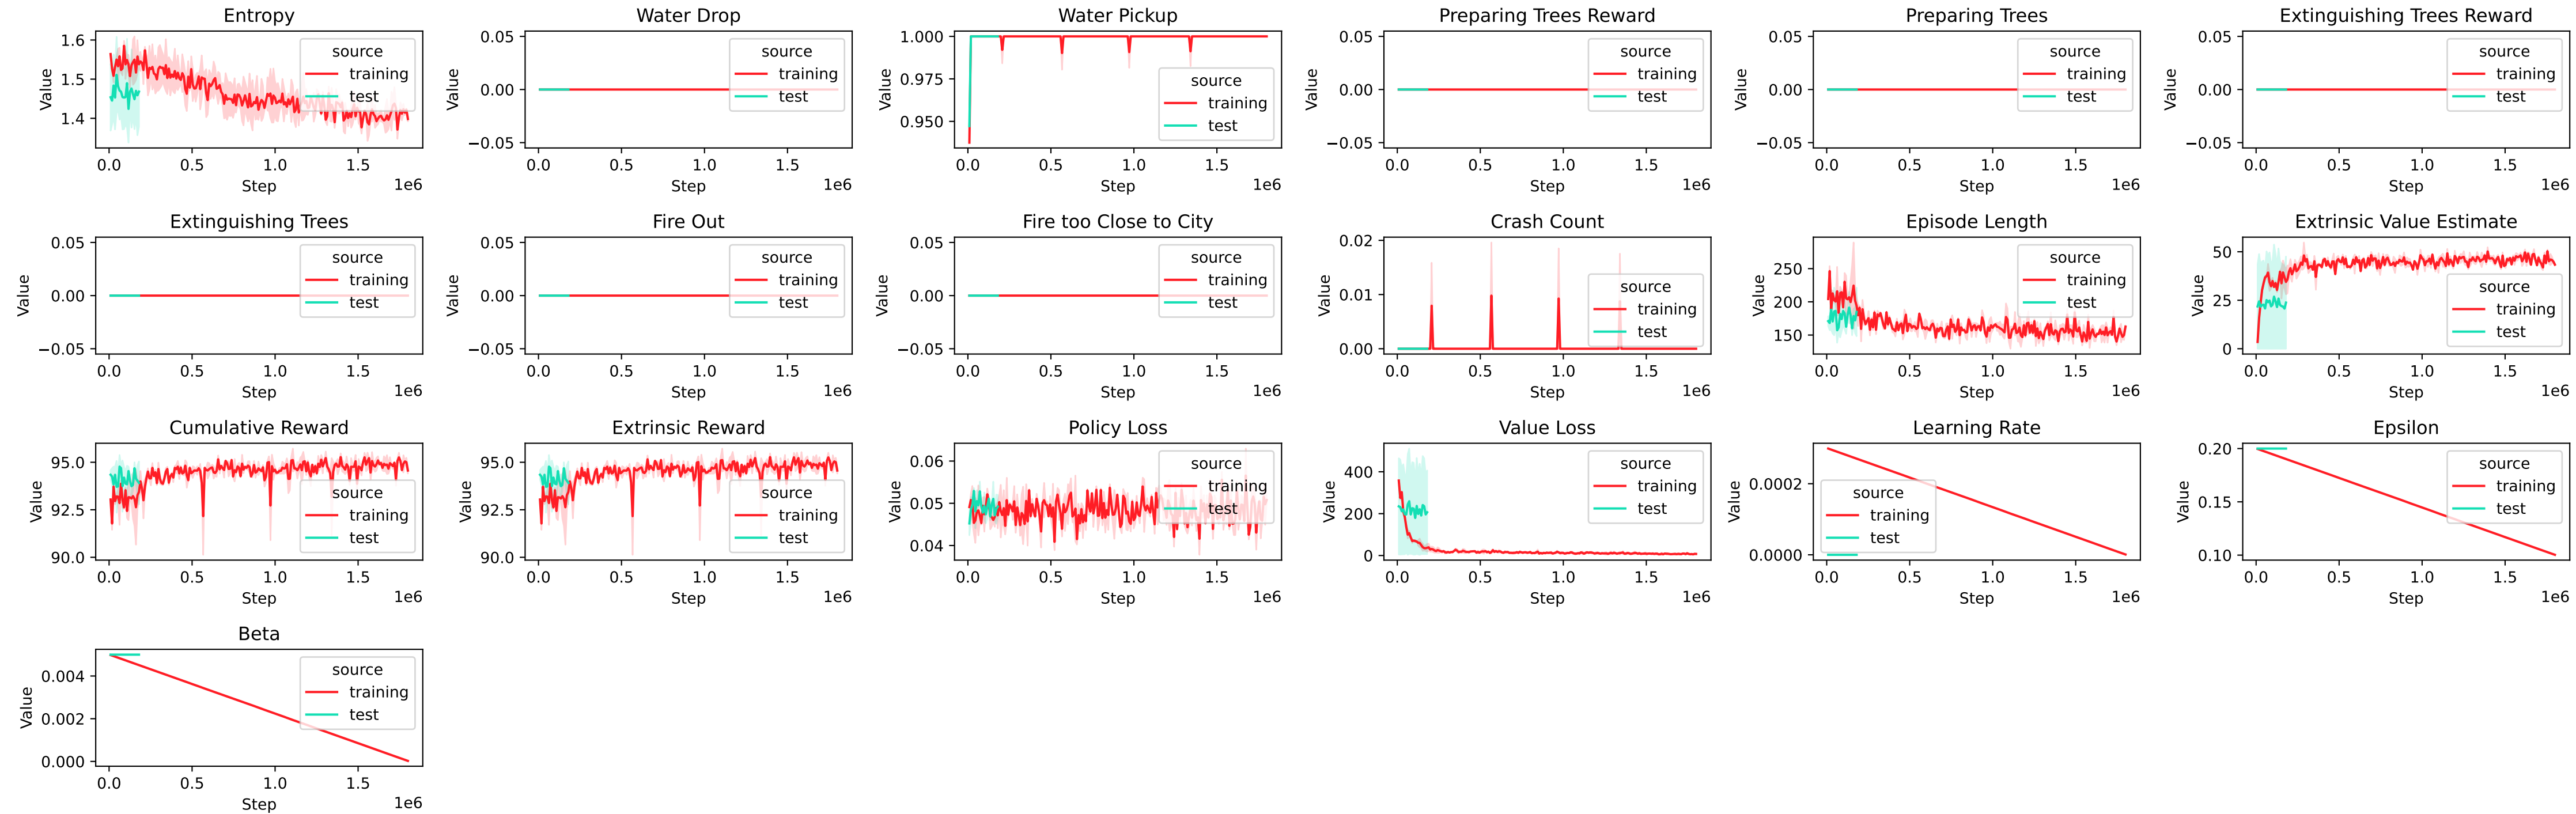 Entropy
Water Drop
Water Pickup
Preparing Trees Reward
Preparing Trees
Extinguishing Trees Reward
Value
1.6
1.5
1.4
source
training
test
0.0 0.5 1.0 1.5
Step
1e6
Value
0.05
0.00
−0.05
source
training
test
0.0 0.5 1.0 1.5
Step
1e6
Value
1.000
0.975
0.950
source
training
test
0.0 0.5 1.0 1.5
Step
1e6
Value
0.05
0.00
−0.05
source
training
test
0.0 0.5 1.0 1.5
Step
1e6
Value
0.05
0.00
−0.05
source
training
test
0.0 0.5 1.0 1.5
Step
1e6
Value
0.05
0.00
−0.05
source
training
test
0.0 0.5 1.0 1.5
Step
1e6
Extinguishing Trees
Fire Out
Fire too Close to City
Crash Count
Episode Length
Extrinsic Value Estimate
Value
0.05
0.00
−0.05
source
training
test
0.0 0.5 1.0 1.5
Step
1e6
Value
0.05
0.00
−0.05
source
training
test
0.0 0.5 1.0 1.5
Step
1e6
Value
0.05
0.00
−0.05
source
training
test
0.0 0.5 1.0 1.5
Step
1e6
Value
0.02
0.01
0.00
source
training
test
0.0 0.5 1.0 1.5
Step
1e6
Value
250
200
150
source
training
test
0.0 0.5 1.0 1.5
Step
1e6
Value
50
25
0
source
training
test
0.0 0.5 1.0 1.5
Step
1e6
Cumulative Reward
Extrinsic Reward
Policy Loss
Value Loss
Learning Rate
Epsilon
Value
95.0
92.5
90.0
source
training
test
0.0 0.5 1.0 1.5
Step
1e6
Value
95.0
92.5
90.0
source
training
test
0.0 0.5 1.0 1.5
Step
1e6
Value
0.06
0.05
0.04
source
training
test
0.0 0.5 1.0 1.5
Step
1e6
Value
400
200
0
source
training
test
0.0 0.5 1.0 1.5
Step
1e6
Value
0.0002
0.0000
source
training
test
0.0 0.5 1.0 1.5
Step
1e6
Value
0.20
0.15
0.10
source
training
test
0.0 0.5 1.0 1.5
Step
1e6
Beta
Value
0.004
0.002
0.000
source
training
test
0.0 0.5 1.0 1.5
Step
1e6